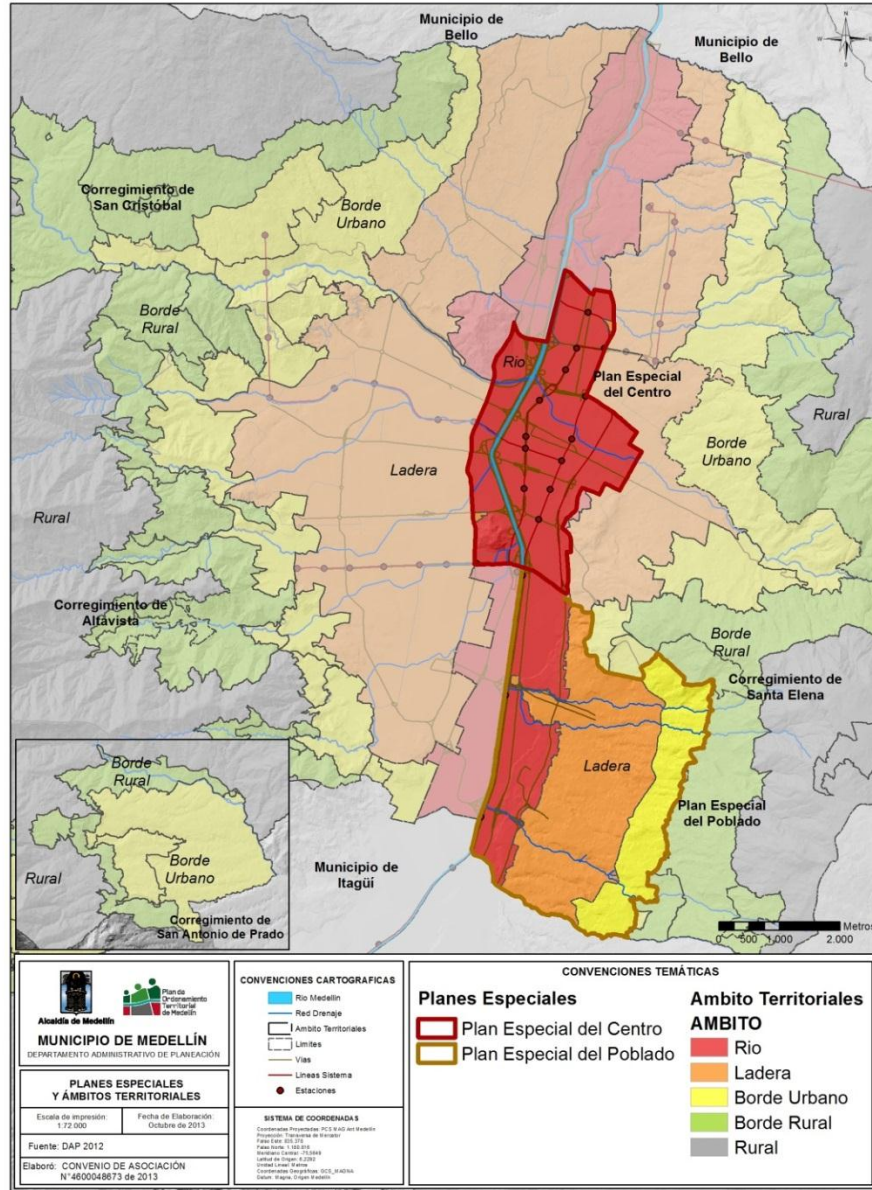 Municipio de
Bello
Municipio de
Bello
Corregimiento de
San Cristóbal
Borde
Urbano
Borde
Rural
Rio
Plan Especial
del Centro
Rural
Borde
Urbano
Ladera
Rural
Corregimiento de
Altavista
Borde
Rural
Corregimiento de
Santa Elena
Ladera
Plan Especial
del Poblado
Borde
Rural
Rural
Borde
Urbano
Corregimiento de
San Antonio de Prado
Municipio de
Itagüí
Metros
0 500 1.000 2.000
Alcaldía de Medellín
Plan de
Ordenamiento
Territorial
de Medellín
MUNICIPIO DE MEDELLÍN
DEPARTAMENTO ADMINISTRATIVO DE PLANEACIÓN
PLANES ESPECIALES
Y ÁMBITOS TERRITORIALES
Escala de impresión:
1:72.000
Fecha de Elaboración:
Octubre de 2013
Fuente: DAP 2012
Elaboró: CONVENIO DE ASOCIACIÓN
N°4600048673 de 2013
CONVENCIONES CARTOGRAFICAS
Rio Medellin
Red Drenaje
Ambito Territoriales
Limites
Vias
Lineas Sistema
Estaciones
SISTEMA DE COORDENADAS
Unidad Lineal: Metros
CONVENCIONES TEMÁTICAS
Planes Especiales
Plan Especial del Centro
Plan Especial del Poblado
Ambito Territoriales
AMBITO
Rio
Ladera
Borde Urbano
Borde Rural
Rural